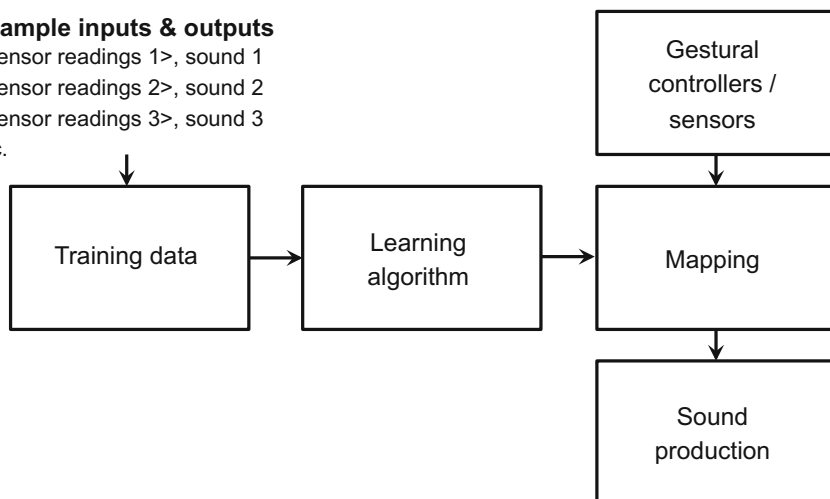 ample inputs & outputs
ensor readings 1>, sound 1
ensor readings 2>, sound 2
ensor readings 3>, sound 3
c.
Training data
Learning
algorithm
Gestural
controllers /
sensors
Mapping
Sound
production